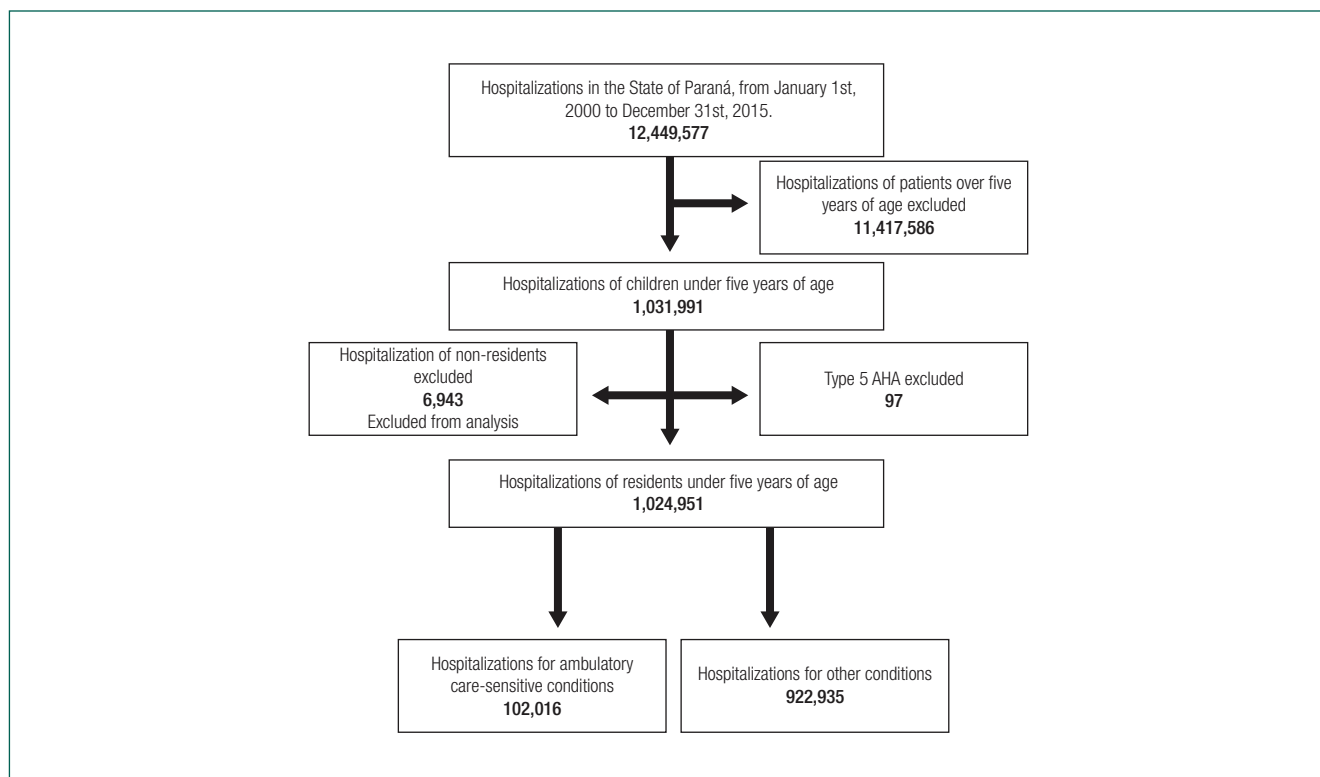 Hospitalizations in the State of Paraná, from January 1st,
2000 to December 31st, 2015.
12,449,577
Hospitalizations of patients over five
years of age excluded
11,417,586
Hospitalizations of children under five years of age
1,031,991
Hospitalization of non-residents
excluded
6,943
Excluded from analysis
Type 5 AHA excluded
97
Hospitalizations of residents under five years of age
1,024,951
Hospitalizations for ambulatory
care-sensitive conditions
102,016
Hospitalizations for other conditions
922,935